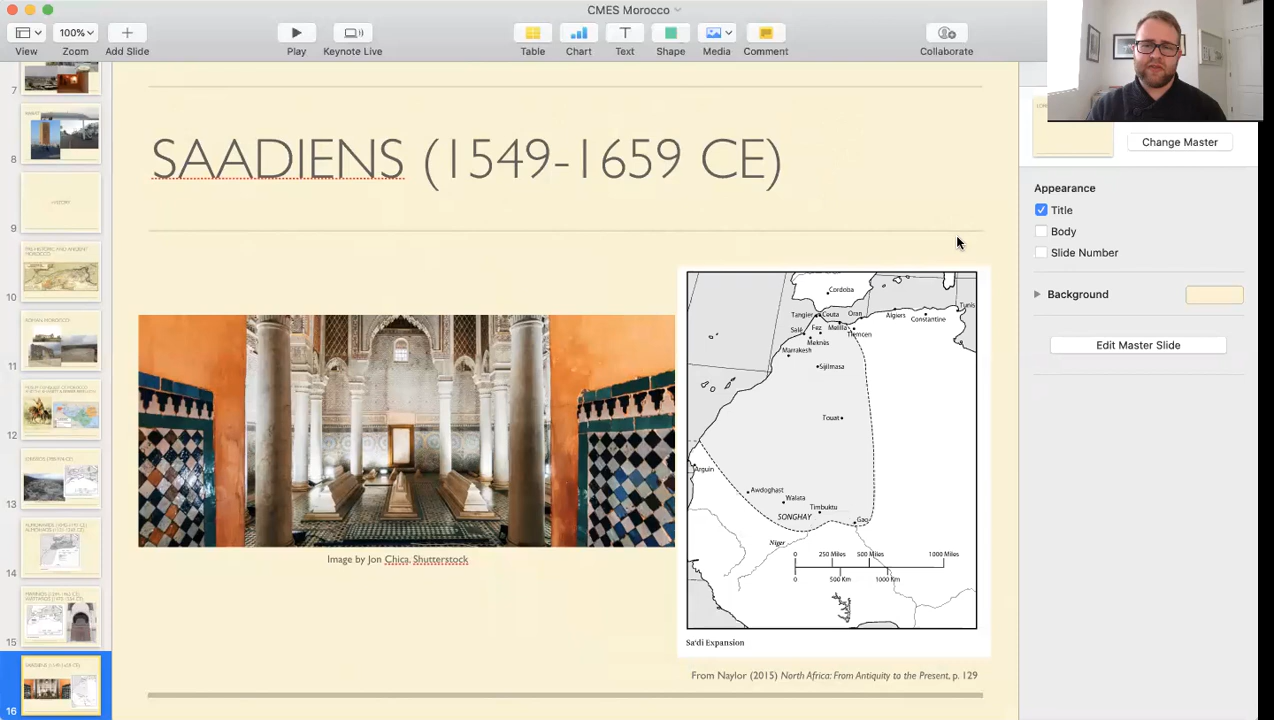 CMES Morocco
100%
View
Zoom
Add Slide
Play
Keynote Live
Table
Chart
Text
Shape
Media
Comment
Collaborate
7
8
9
10
11
12
13
14
15
16
SAADIENS (1549-1659 CE)
Cordoba
Tangier
Ceuta
Oran
Algiers
Tunis
Constantine
Salé
Fez
Melilla
Tlemcen
Meknès
Marrakesh
Sijilmasa
Touat
Arguin
Awdoghast
Walata
Timbuktu
SONGHAY
Gao
Niger
0 250 Miles 500 Miles 1000 Miles
0 500 Km 1000 Km
Sa'di Expansion
Image by Jon Chica, Shutterstock
From Naylor (2015) North Africa: From Antiquity to the Present, p. 129
Change Master
Appearance
Title
Body
Slide Number
Background
Edit Master Slide